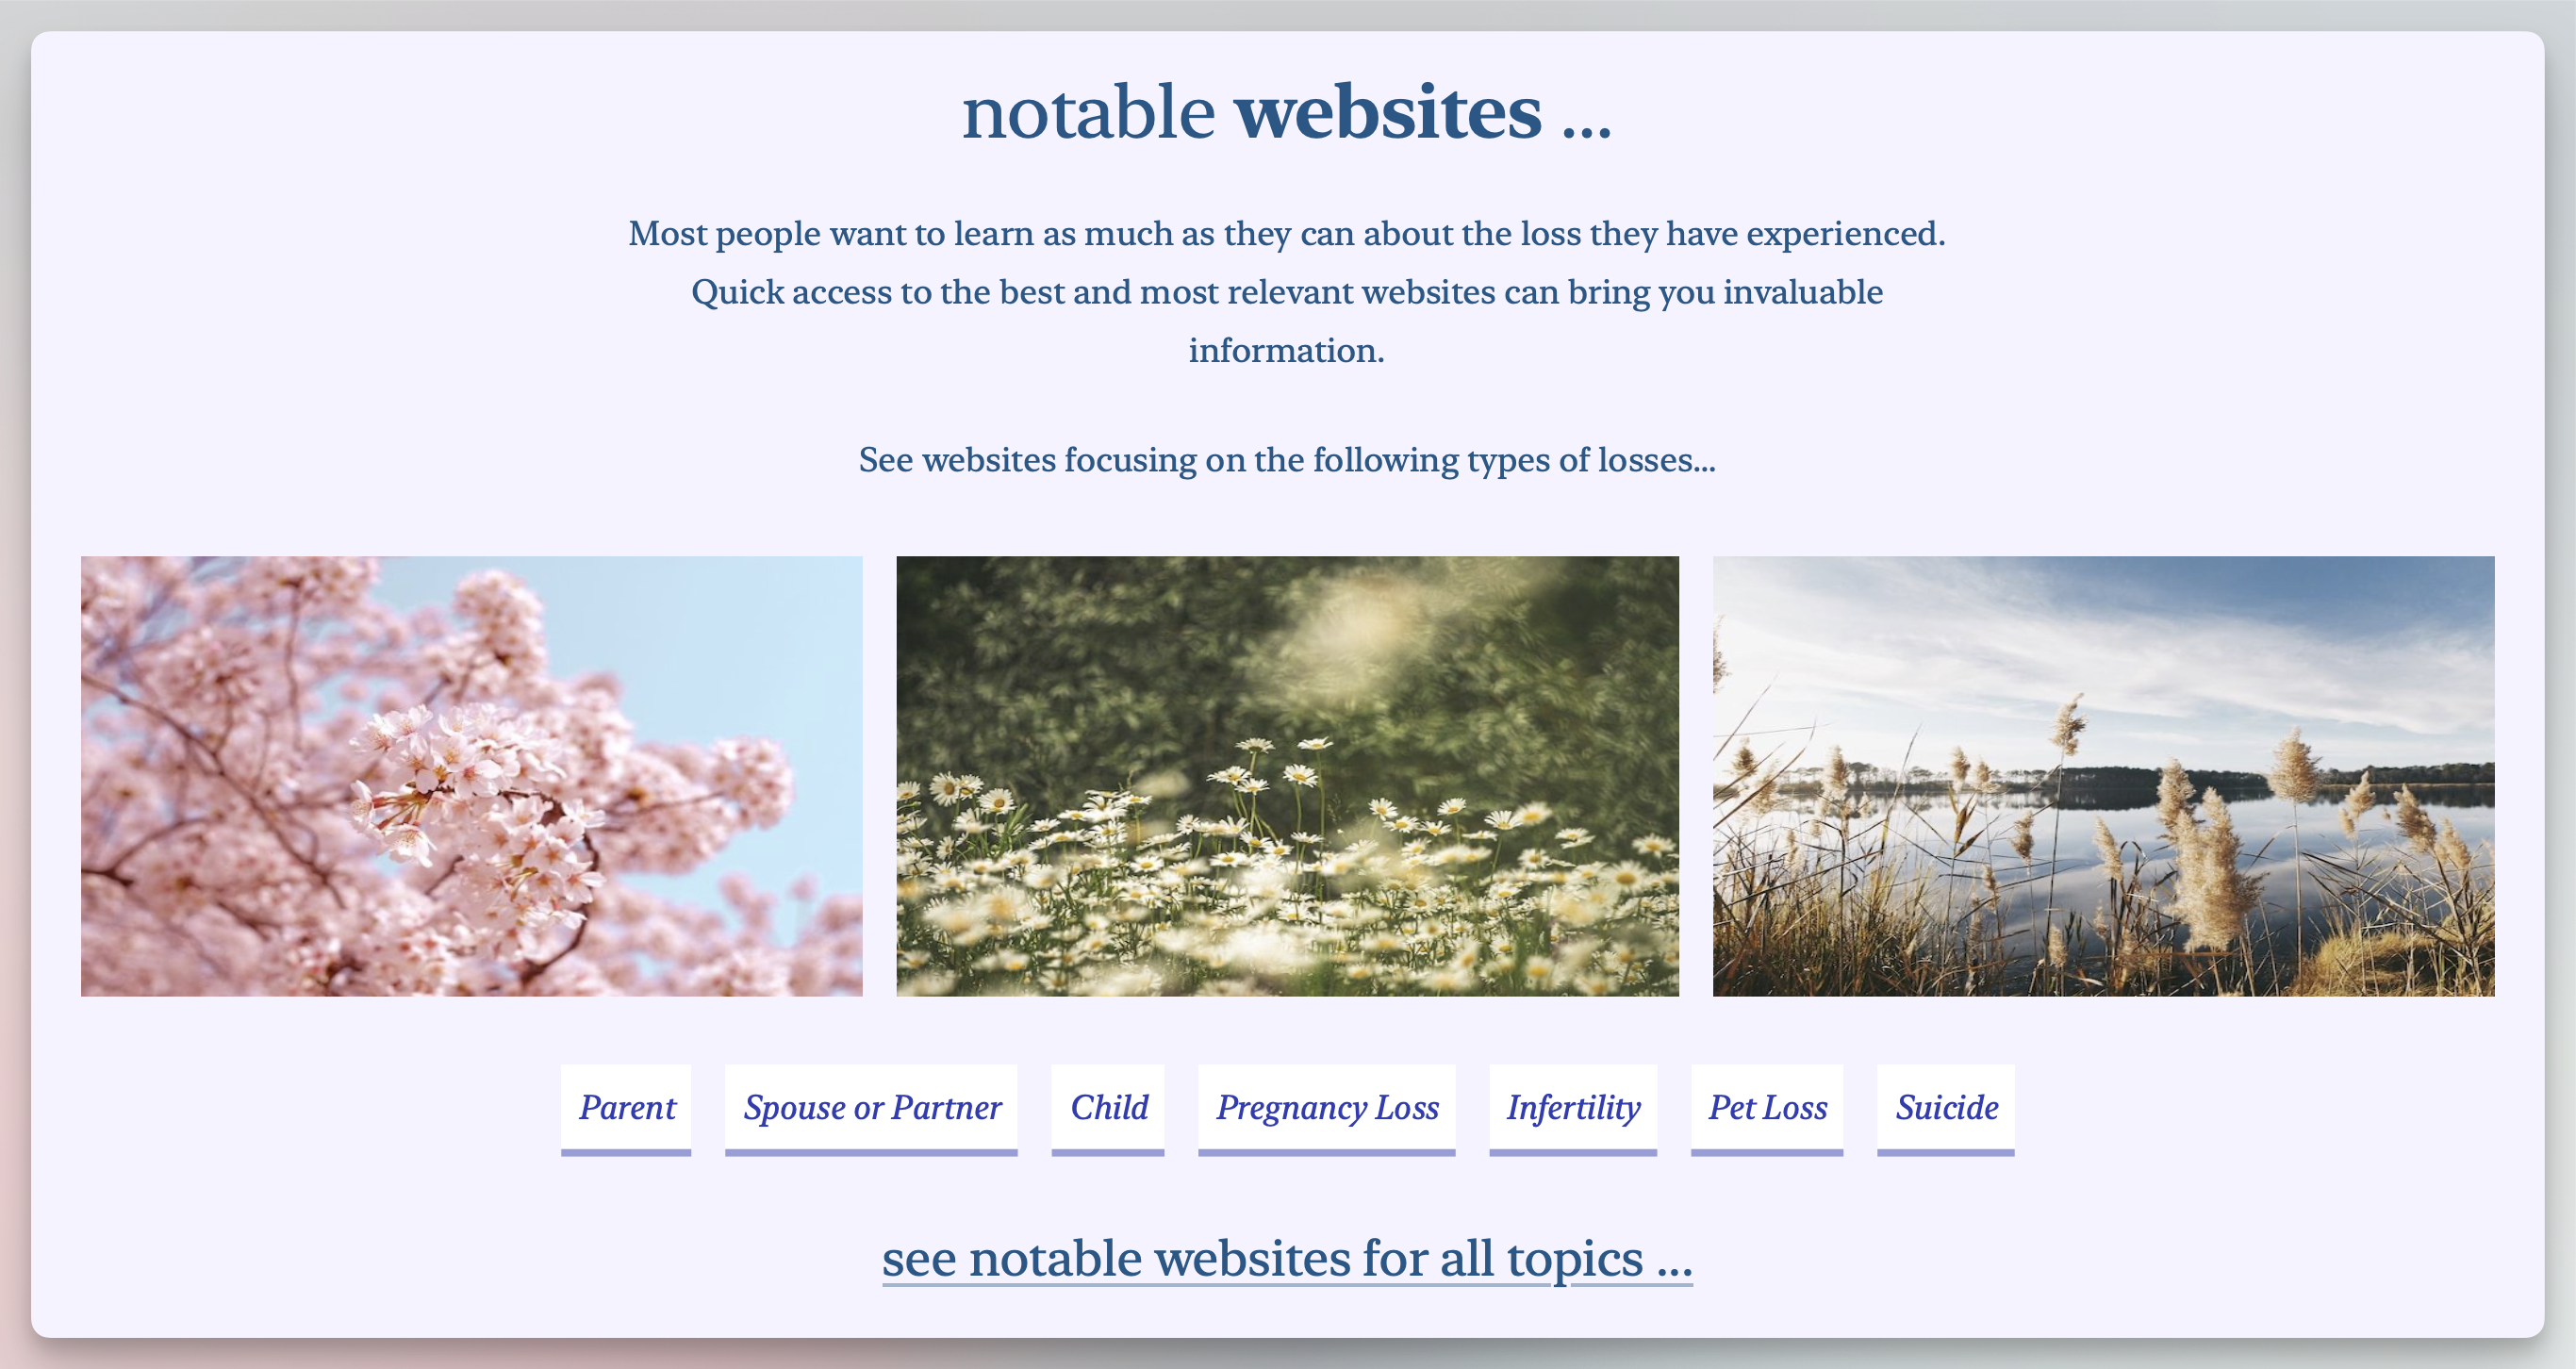 notable websites ...
Most people want to learn as much as they can about the loss they have experienced.
Quick access to the best and most relevant websites can bring you invaluable
information.
See websites focusing on the following types of losses...
Parent Spouse or Partner Child Pregnancy Loss Infertility Pet Loss Suicide
see notable websites for all topics ...